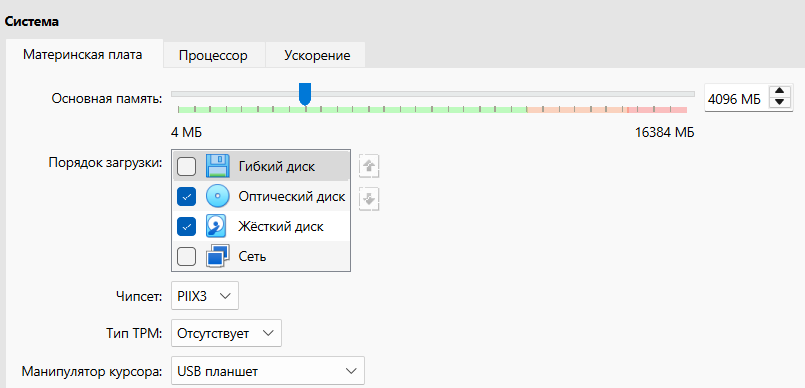 Система
Материнская плата Процессор Ускорение
Основная память: 4096 МБ
4 МБ 16384 МБ
Порядок загрузки: Гибкий диск
Оптический диск
Жёсткий диск
Сеть
Чипсет: PIIX3
Тип TPM: Отсутствует
Манипулятор курсора: USB планшет